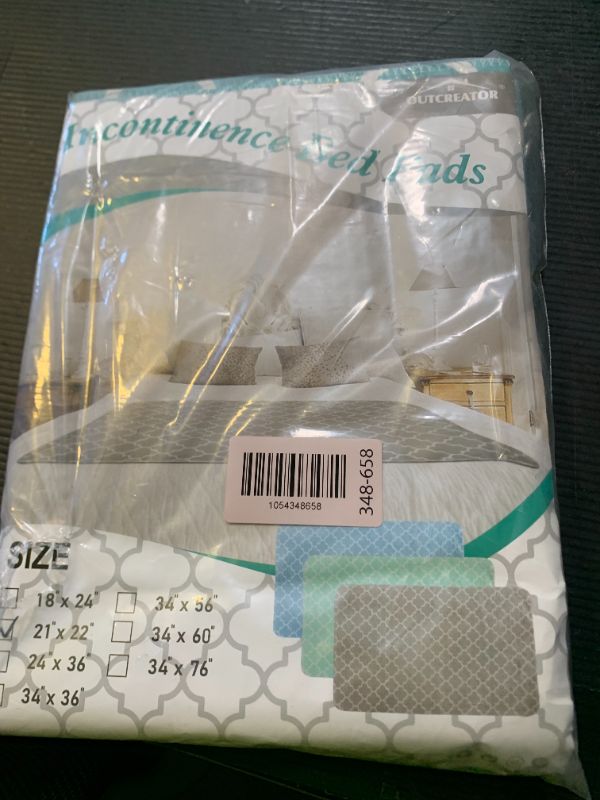 OUTCREATOR
Incontinence Bed Pads
1054348658
348-658
SIZE
18"x 24" 34"x 56"
21"x 22" 34"x 60"
24"x 36" 34"x 76"
34"x 36"